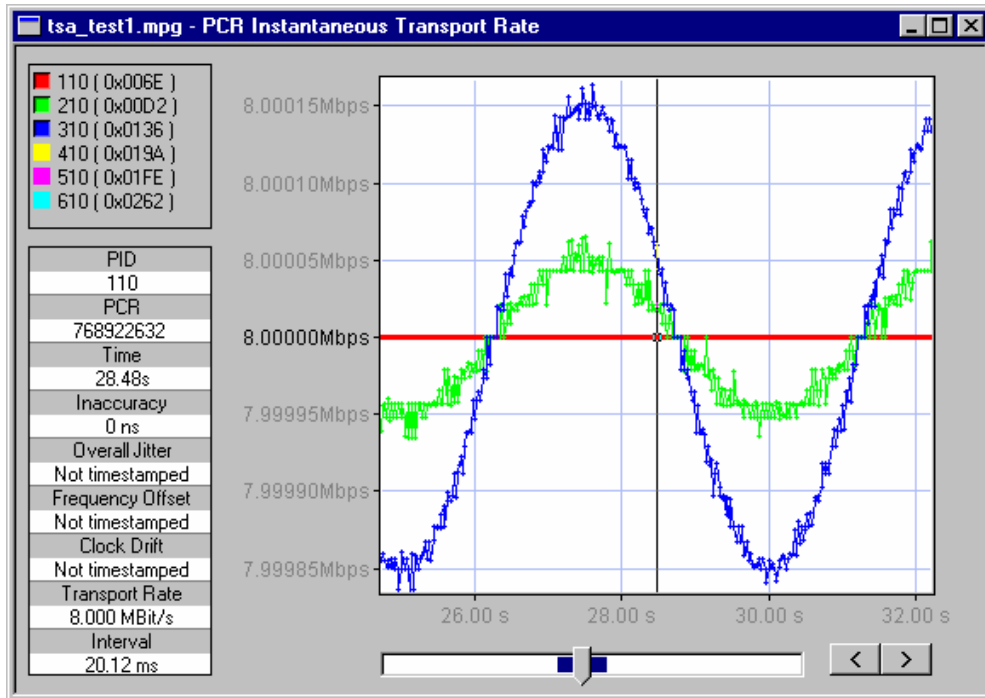 tsa_test1.mpg - PCR Instantaneous Transport Rate
110 ( 0x006E )
210 ( 0x00D2 )
310 ( 0x0136 )
410 ( 0x019A )
510 ( 0x01FE )
610 ( 0x0262 )
PID
110
PCR
768922632
Time
28.48s
Inaccuracy
0 ns
Overall Jitter
Not timestamped
Frequency Offset
Not timestamped
Clock Drift
Not timestamped
Transport Rate
8.000 MBit/s
Interval
20.12 ms
8.00015Mbps
8.00010Mbps
8.00005Mbps
8.00000Mbps
7.99995Mbps
7.99990Mbps
7.99985Mbps
26.00 s
28.00 s
30.00 s
32.00 s
< >